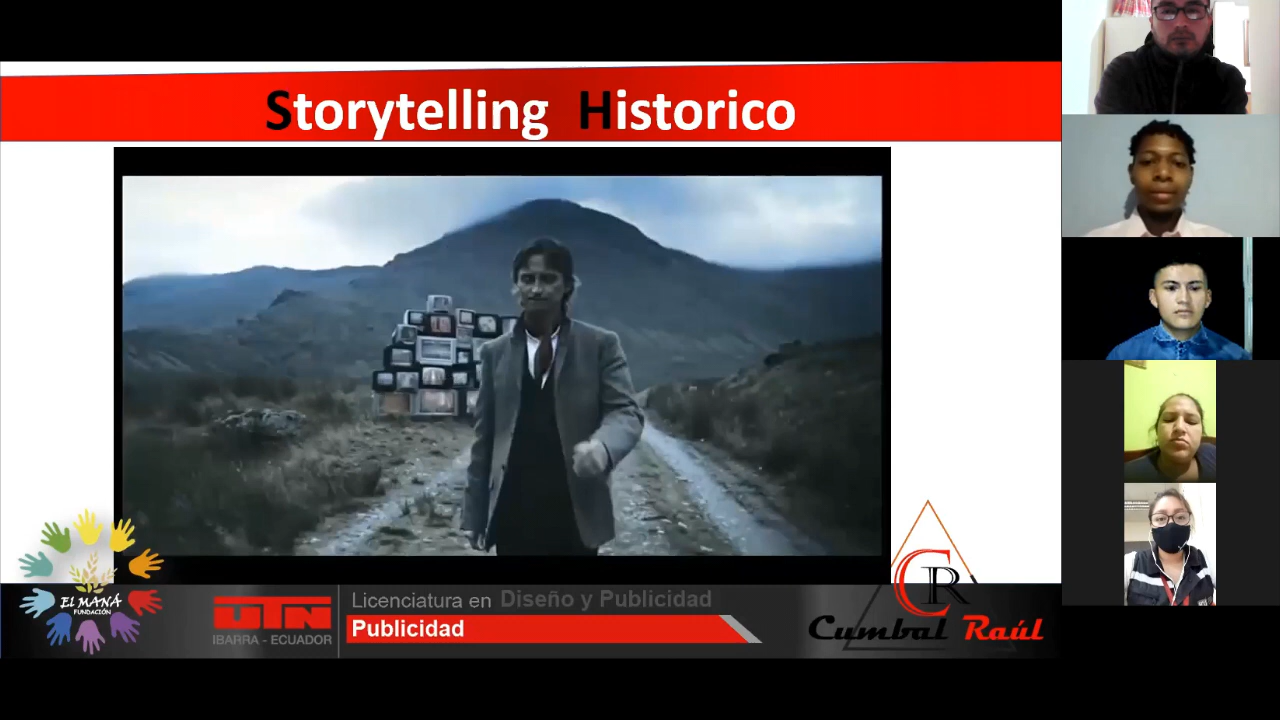 Storytelling Historico
EL MANÁ
FUNDACIÓN
UTN
IBARRA - ECUADOR
Licenciatura en Diseño y Publicidad
Publicidad
CR
Cumbal Raúl